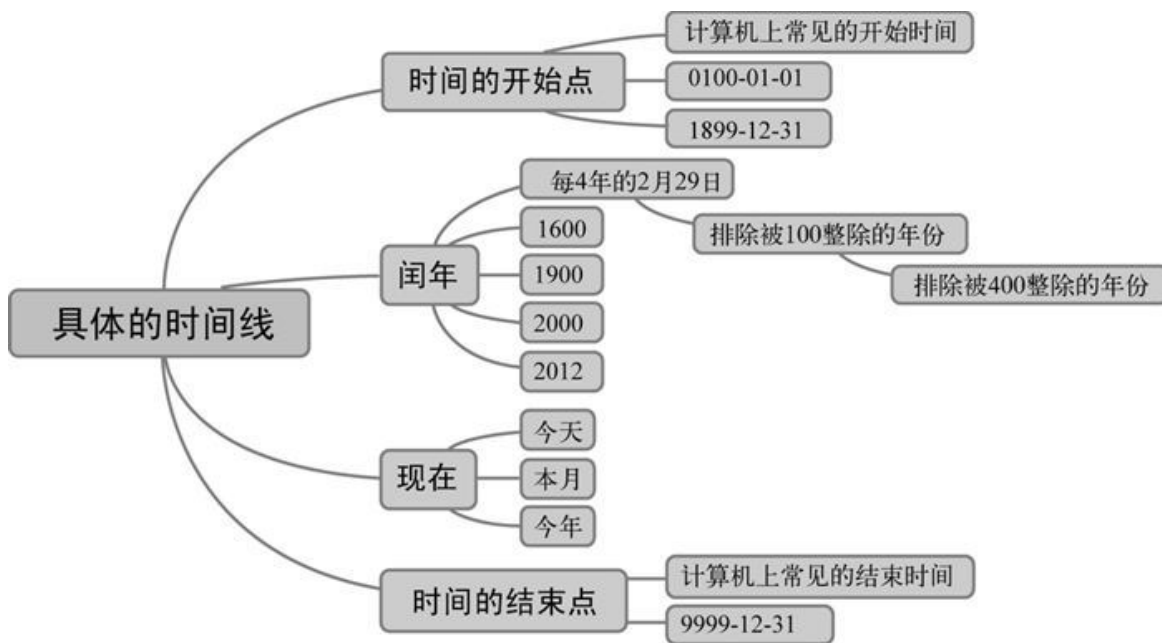 具体的时间线
时间的开始点
计算机上常见的开始时间
0100-01-01
1899-12-31
闰年
每4年的2月29日
排除被100整除的年份
排除被400整除的年份
1600
1900
2000
2012
现在
今天
本月
今年
时间的结束点
计算机上常见的结束时间
9999-12-31